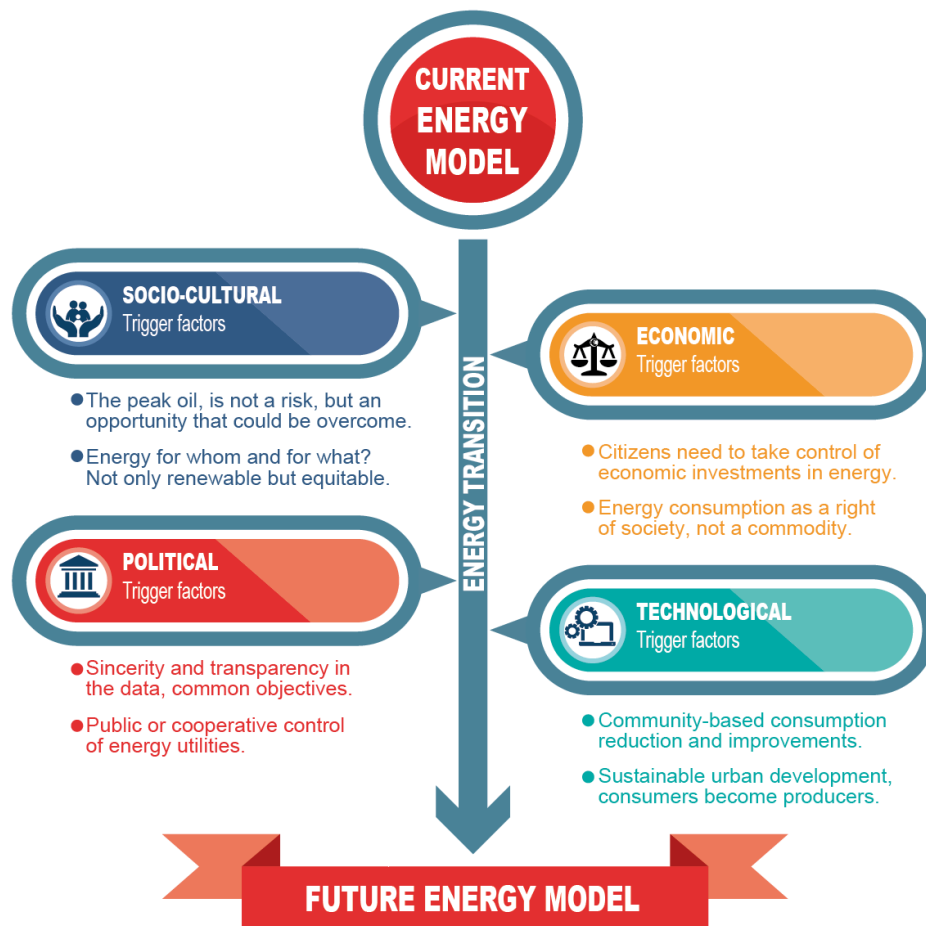 CURRENT
ENERGY
MODEL
SOCIO-CULTURAL
Trigger factors
The peak oil, is not a risk, but an
opportunity that could be overcome.
Energy for whom and for what?
Not only renewable but equitable.
ECONOMIC
Trigger factors
Citizens need to take control of
economic investments in energy.
Energy consumption as a right
of society, not a commodity.
ENERGY TRANSITION
POLITICAL
Trigger factors
Sincerity and transparency in
the data, common objectives.
Public or cooperative control
of energy utilities.
TECHNOLOGICAL
Trigger factors
Community-based consumption
reduction and improvements.
Sustainable urban development,
consumers become producers.
FUTURE ENERGY MODEL